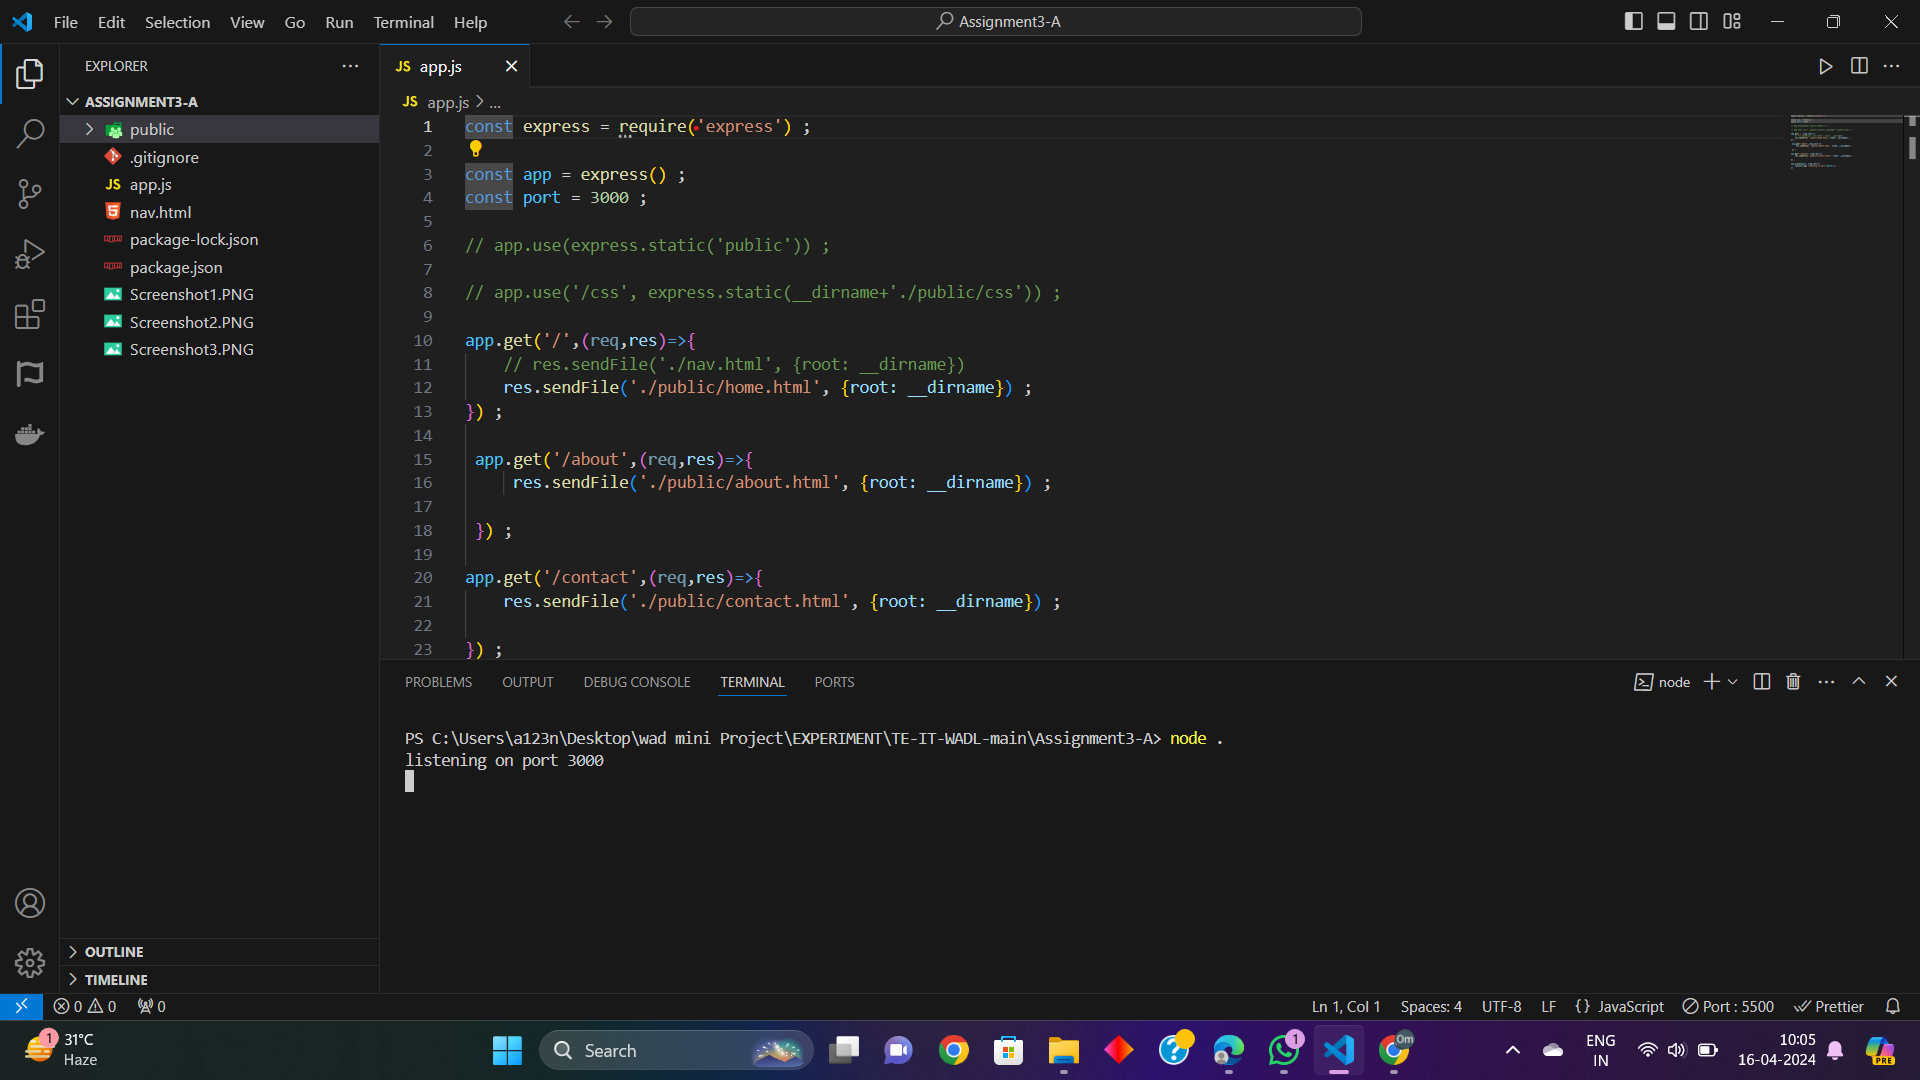 File Edit Selection View Go Run Terminal Help
Assignment3-A
EXPLORER
ASSIGNMENT3-A
public
.gitignore
JS app.js
nav.html
package-lock.json
package.json
Screenshot1.PNG
Screenshot2.PNG
Screenshot3.PNG
OUTLINE
TIMELINE
JS app.js
JS app.js > ...
1 const express = require('express') ;
2
3 const app = express() ;
4 const port = 3000 ;
5
6 // app.use(express.static('public')) ;
7
8 // app.use('/css', express.static(__dirname+'./public/css')) ;
9
10 app.get('/',(req,res)=>{
11 // res.sendFile('./nav.html', {root: __dirname})
12 res.sendFile('./public/home.html', {root: __dirname}) ;
13 }) ;
14
15 app.get('/about',(req,res)=>{
16 res.sendFile('./public/about.html', {root: __dirname}) ;
17
18 }) ;
19
20 app.get('/contact',(req,res)=>{
21 res.sendFile('./public/contact.html', {root: __dirname}) ;
22
23 }) ;
PROBLEMS OUTPUT DEBUG CONSOLE TERMINAL PORTS
node
PS C:\Users\a123n\Desktop\wad mini Project\EXPERIMENT\TE-IT-WADL-main\Assignment3-A> node .
listening on port 3000
0 0 0
Ln 1, Col 1 Spaces: 4 UTF-8 LF {} JavaScript Port : 5500 Prettier
1 31°C
Haze
Search
1
Om
ENG
IN
10:05
16-04-2024
PRE